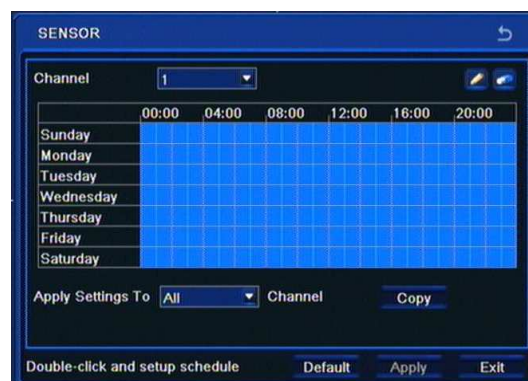 SENSOR
Channel 1
00:00 04:00 08:00 12:00 16:00 20:00
Sunday
Monday
Tuesday
Wednesday
Thursday
Friday
Saturday
Apply Settings To All Channel Copy
Double-click and setup schedule Default Apply Exit